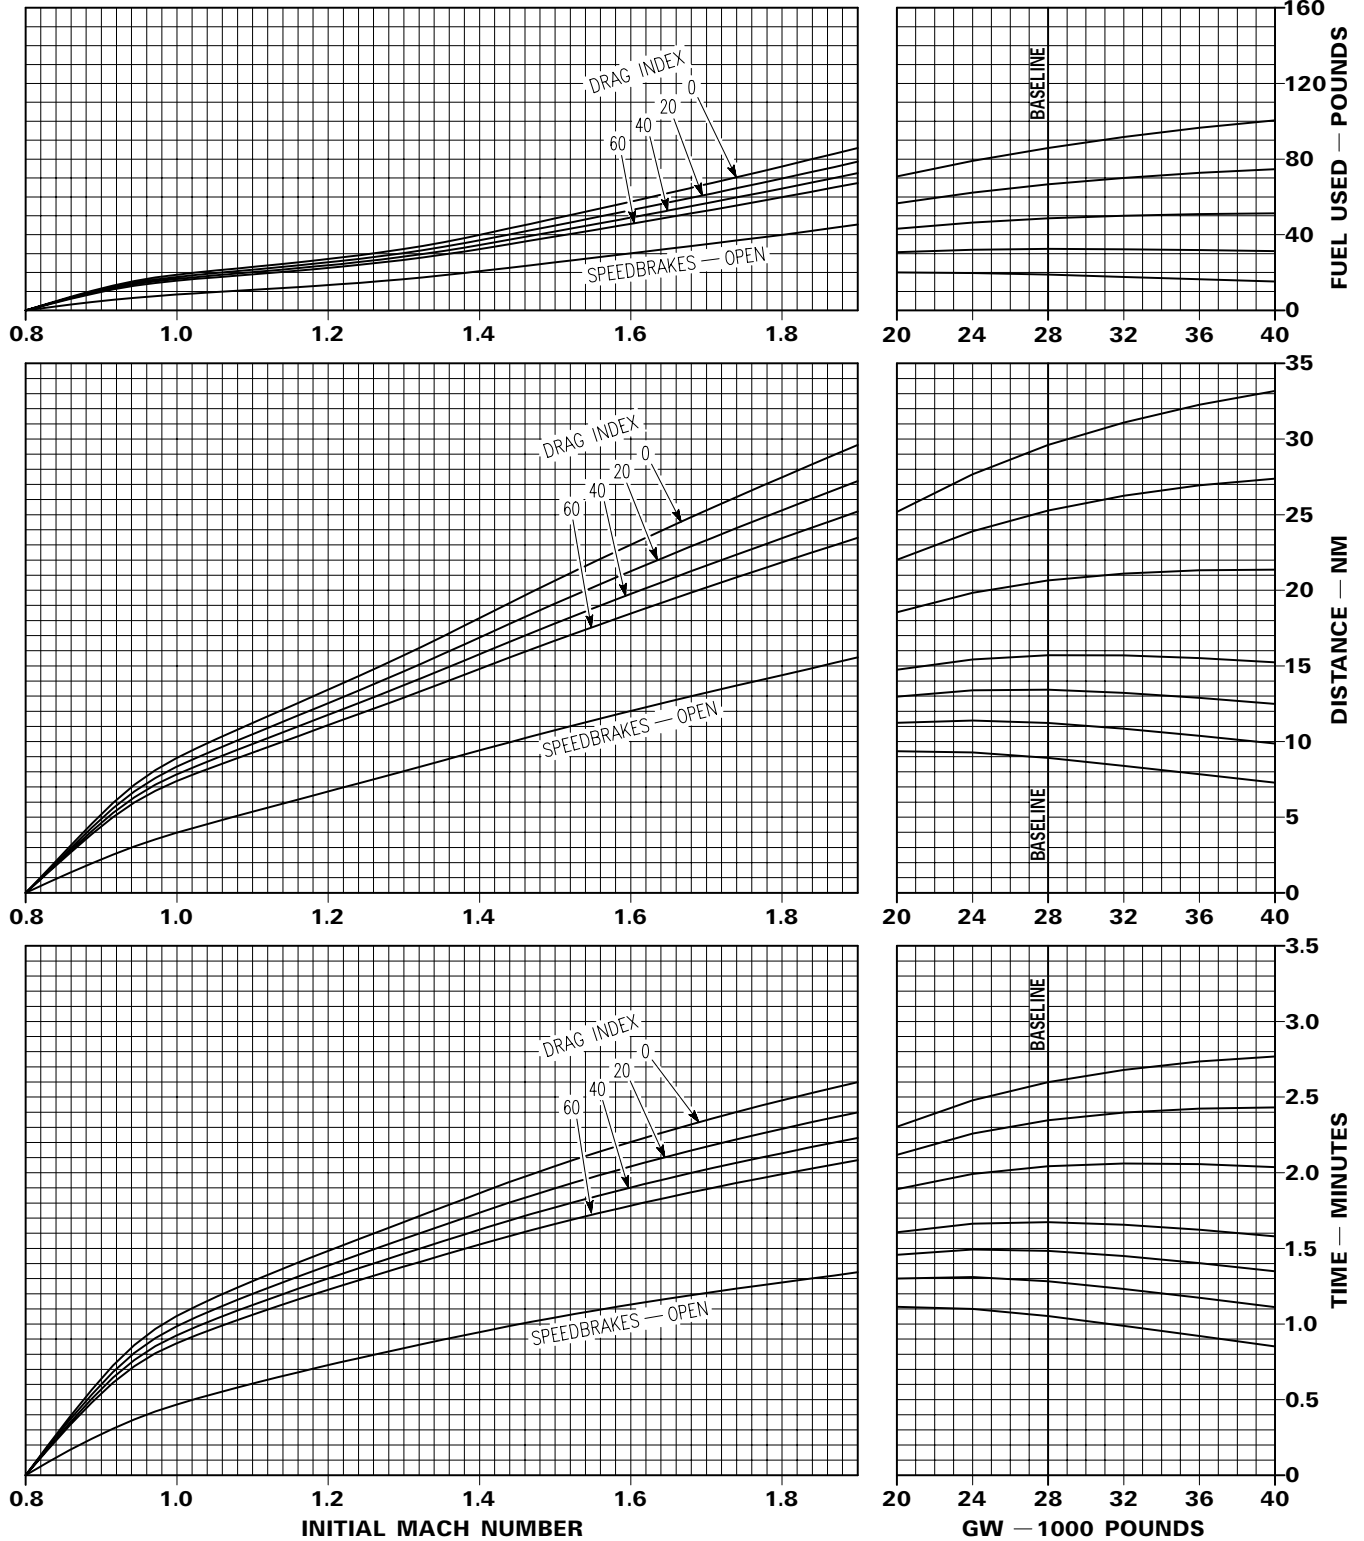 DRAG INDEX
0
20
40
60
SPEEDBRAKES — OPEN
0.8 1.0 1.2 1.4 1.6 1.8
BASELINE
20 24 28 32 36 40
160
120
80
40
0
FUEL USED — POUNDS
DRAG INDEX
0
20
40
60
SPEEDBRAKES — OPEN
0.8 1.0 1.2 1.4 1.6 1.8
BASELINE
20 24 28 32 36 40
35
30
25
20
15
10
5
0
DISTANCE — NM
DRAG INDEX
0
20
40
60
SPEEDBRAKES — OPEN
0.8 1.0 1.2 1.4 1.6 1.8
INITIAL MACH NUMBER
BASELINE
20 24 28 32 36 40
GW — 1000 POUNDS
3.5
3.0
2.5
2.0
1.5
1.0
0.5
0
TIME — MINUTES